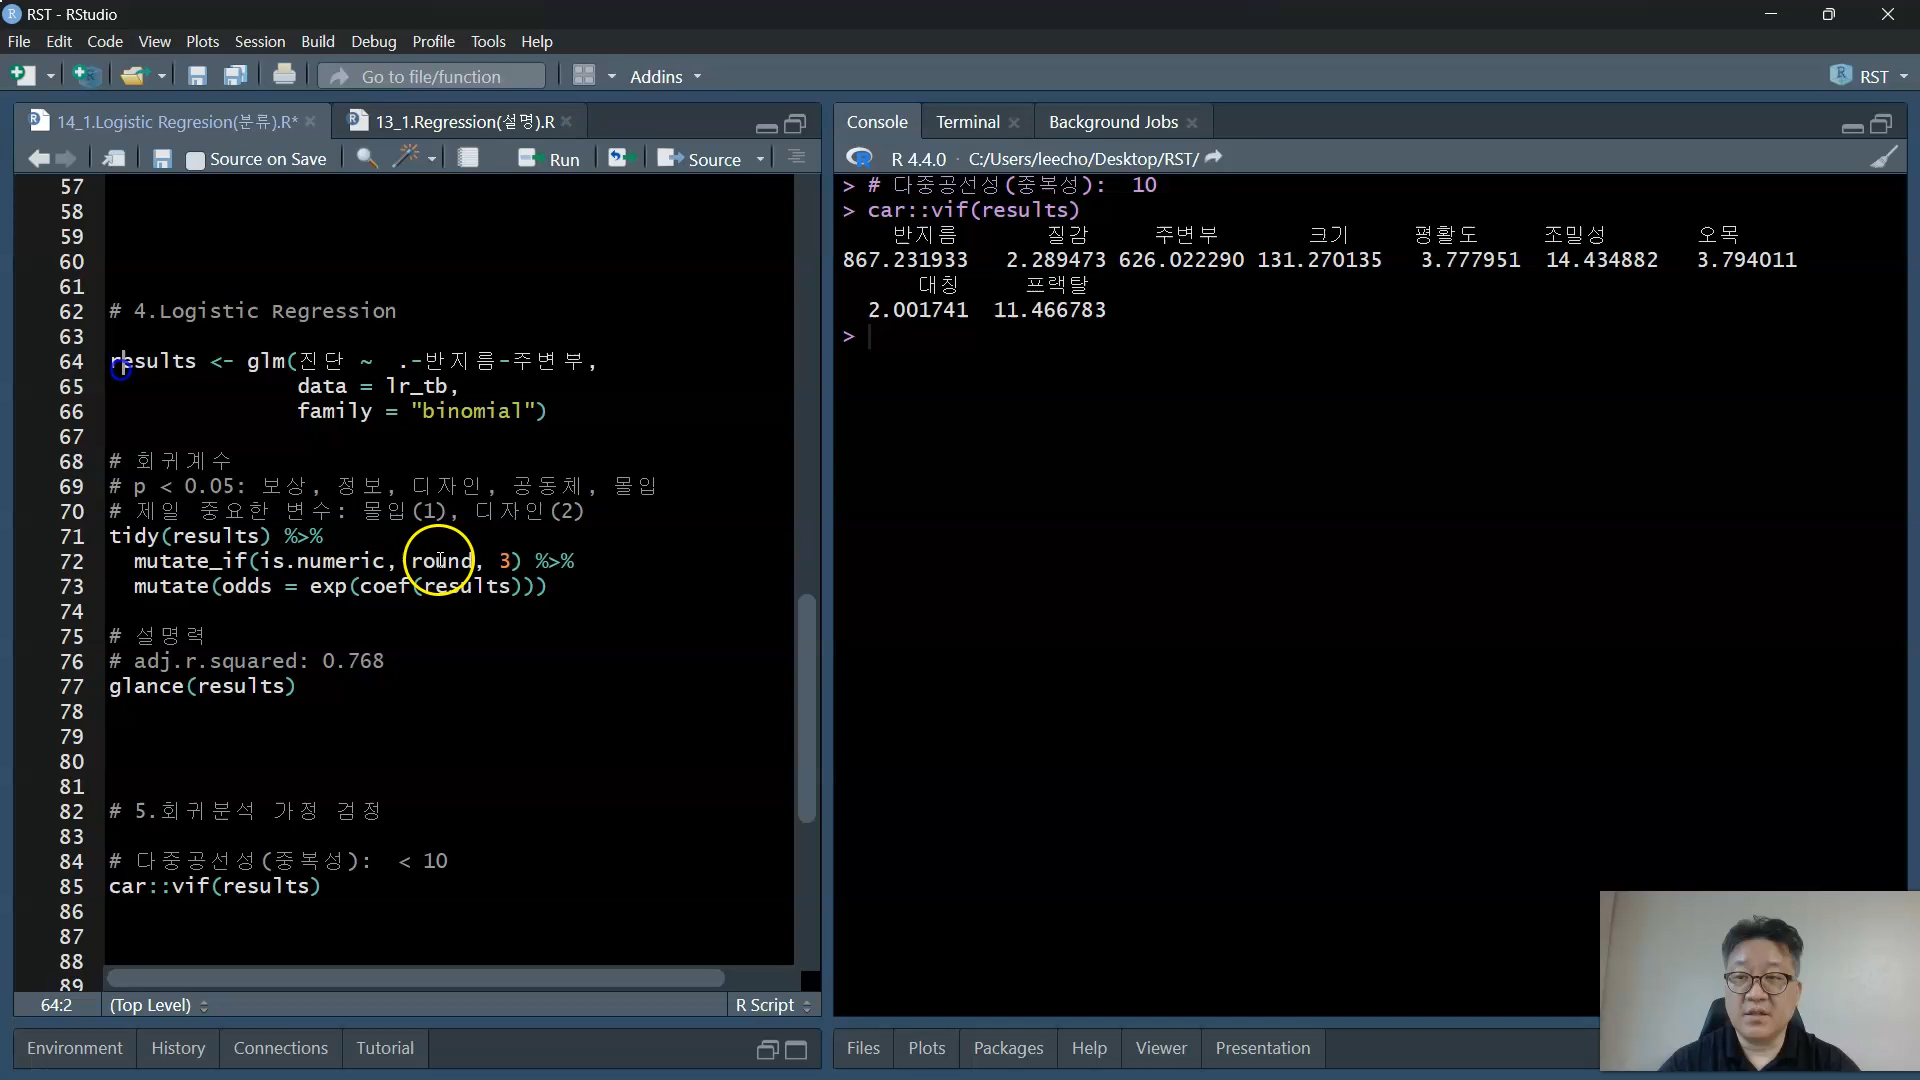 RST - RStudio
File Edit Code View Plots Session Build Debug Profile Tools Help
Go to file/function Addins RST
14_1.Logistic Regresion(분류).R* 13_1.Regression(설명).R
Source on Save Run Source
57
58
59
60
61
62 # 4.Logistic Regression
63
64 results <- glm(진단 ~ .-반지름-주변부,
65 data = lr_tb,
66 family = "binomial")
67
68 # 회귀계수
69 # p < 0.05: 보상, 정보, 디자인, 공동체, 몰입
70 # 제일 중요한 변수: 몰입(1), 디자인(2)
71 tidy(results) %>%
72 mutate_if(is.numeric, round, 3) %>%
73 mutate(odds = exp(coef(results)))
74
75 # 설명력
76 # adj.r.squared: 0.768
77 glance(results)
78
79
80
81
82 # 5.회귀분석 가정 검정
83
84 # 다중공선성(중복성): < 10
85 car::vif(results)
86
87
88
89
64:2 (Top Level) R Script
Environment History Connections Tutorial
Console Terminal Background Jobs
R 4.4.0 · C:/Users/leecho/Desktop/RST/
> # 다중공선성(중복성): 10
> car::vif(results)
반지름 질감 주변부 크기 평활도 조밀성 오목
867.231933 2.289473 626.022290 131.270135 3.777951 14.434882 3.794011
대칭 프랙탈
2.001741 11.466783
>
Files Plots Packages Help Viewer Presentation